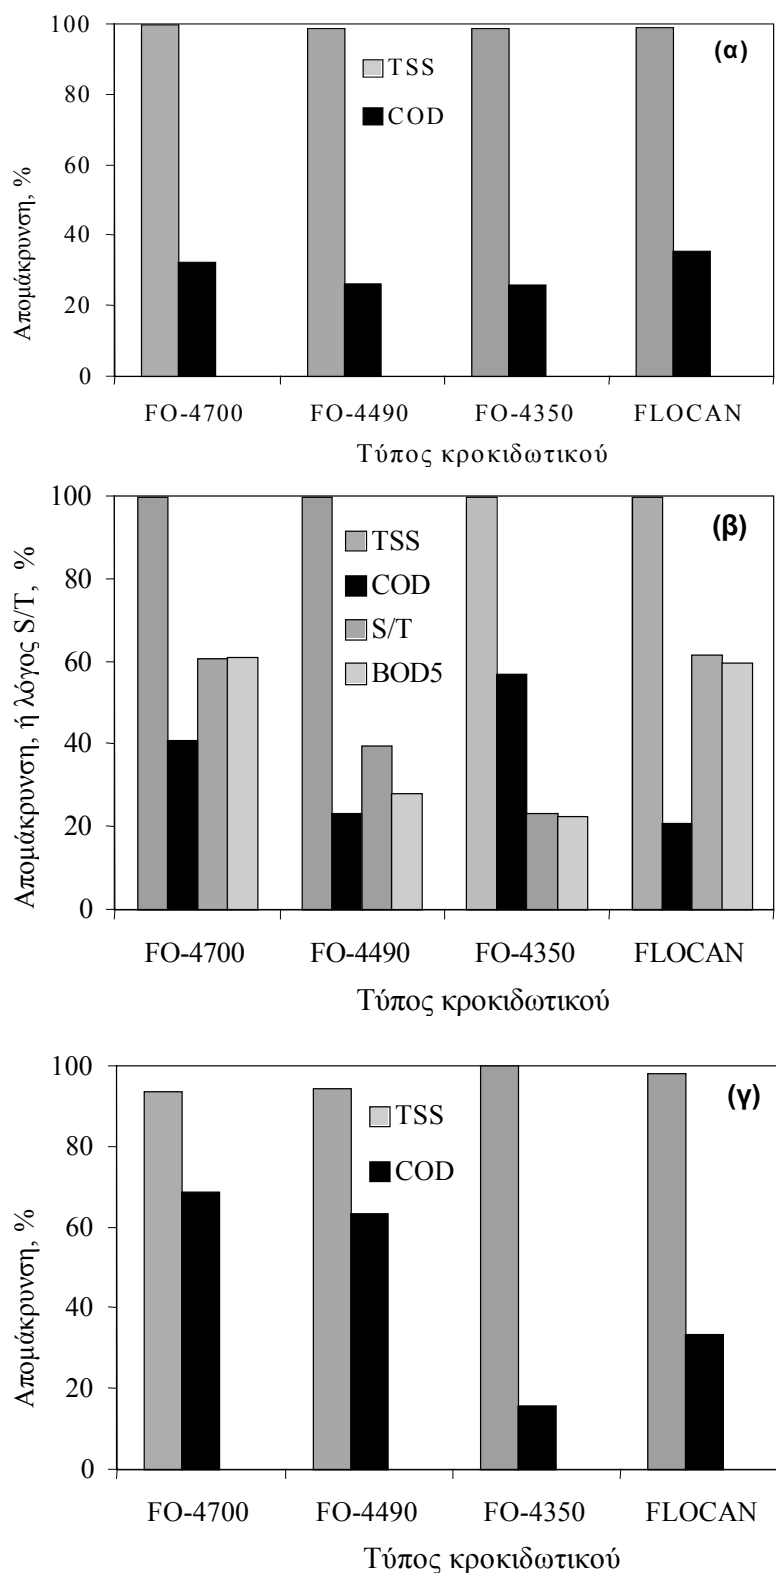 100
80
60
40
20
0
Απομάκρυνση, %
(α)
TSS
COD
FO-4700 FO-4490 FO-4350 FLOCAN
Τύπος κροκιδωτικού
100
80
60
40
20
0
Απομάκρυνση, ή λόγος S/T, %
(β)
TSS
COD
S/T
BOD5
FO-4700 FO-4490 FO-4350 FLOCAN
Τύπος κροκιδωτικού
100
80
60
40
20
0
Απομάκρυνση, %
(γ)
TSS
COD
FO-4700 FO-4490 FO-4350 FLOCAN
Τύπος κροκιδωτικού